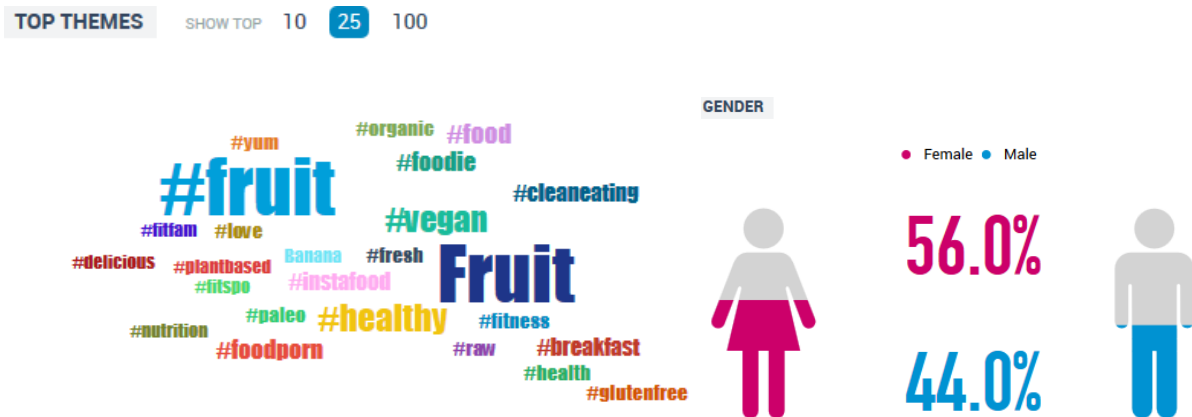 TOP THEMES SHOW TOP 10 25 100
GENDER
#organic #food
#yum
#foodie
Female Male
#fruit
#cleaneating
#vegan
#fitfam #love
56.0%
#delicious #plantbased Banana #fresh
Fruit
#fitspo #instafood
#paleo #healthy #fitness
#nutrition
#foodporn #raw #breakfast
#health
44.0%
#glutenfree